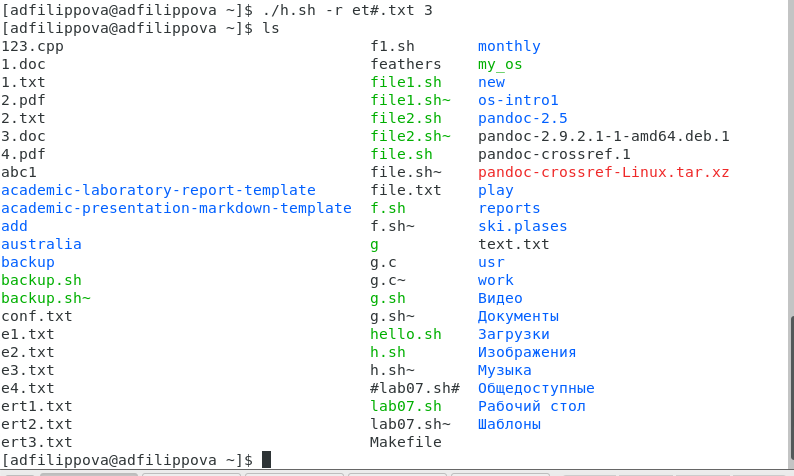 [adfilippova@adfilippova ~]$ ./h.sh -r et#.txt 3
[adfilippova@adfilippova ~]$ ls
123.cpp f1.sh monthly
1.doc feathers my_os
1.txt file1.sh new
2.pdf file1.sh~ os-intro1
2.txt file2.sh pandoc-2.5
3.doc file2.sh~ pandoc-2.9.2.1-1-amd64.deb.1
4.pdf file.sh pandoc-crossref.1
abc1 file.sh~ pandoc-crossref-Linux.tar.xz
academic-laboratory-report-template file.txt play
academic-presentation-markdown-template f.sh reports
add f.sh~ ski.plases
australia g text.txt
backup g.c usr
backup.sh g.c~ work
backup.sh~ g.sh Видео
conf.txt g.sh~ Документы
e1.txt hello.sh Загрузки
e2.txt h.sh Изображения
e3.txt h.sh~ Музыка
e4.txt #lab07.sh# Общедоступные
ert1.txt lab07.sh Рабочий стол
ert2.txt lab07.sh~ Шаблоны
ert3.txt Makefile
[adfilippova@adfilippova ~]$